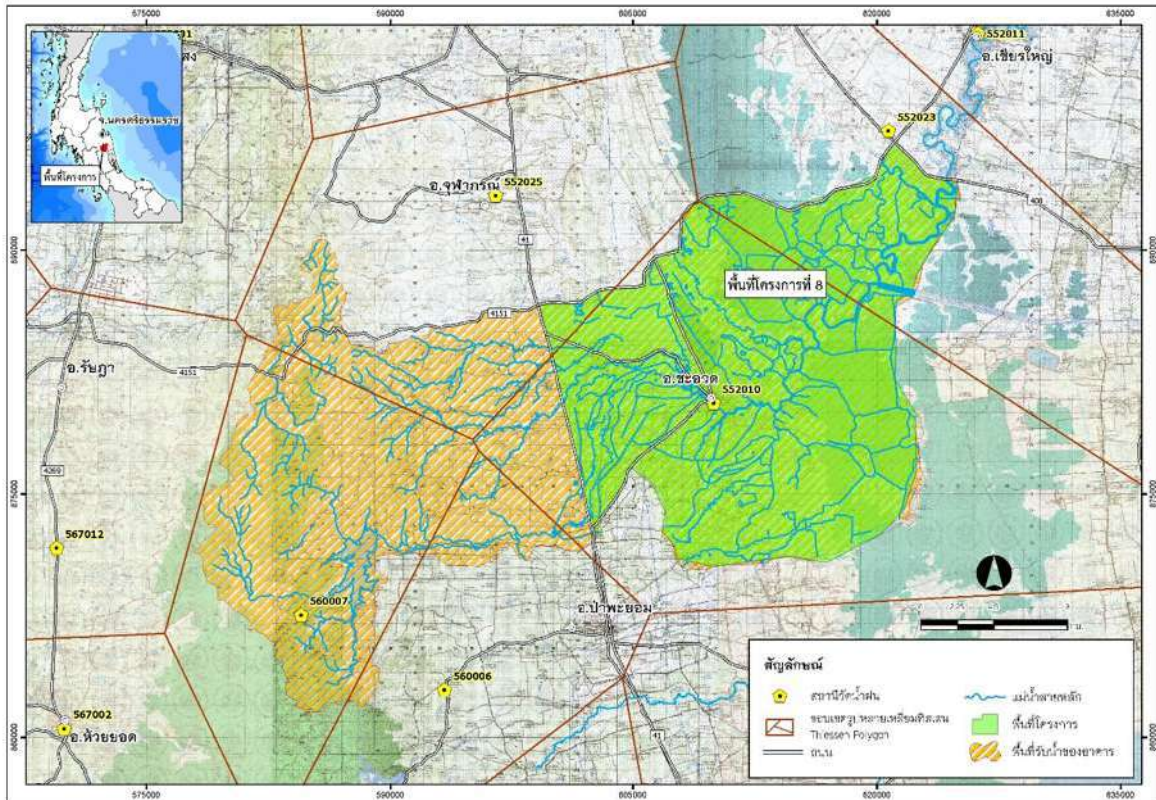 575000
590000
605000
620000
635000
จ.นครศรีธรรมราช
พื้นที่โครงการ
สง
552011
อ.เชียรใหญ่
552023
อ.จุฬาภรณ์
552025
408
41
890000
890000
พื้นที่โครงการที่ 8
4151
อ.รัษฎา
4151
อ.ชะอวด
552010
4269
875000
875000
567012
อ.ป่าพะยอม
560007
560006
567002
อ.ห้วยยอด
860000
860000
41
สัญลักษณ์
สถานีวัดน้ำฝน
แม่น้ำสายหลัก
Thiessen Polygon
พื้นที่โครงการ
ถนน
พื้นที่รับน้ำของอาคาร
575000
590000
605000
620000
635000